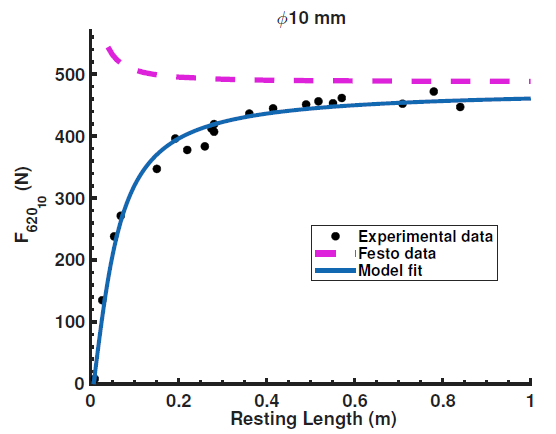 ϕ10 mm
500
400
300
200
100
0
F620₁₀ (N)
Experimental data
Festo data
Model fit
0 0.2 0.4 0.6 0.8 1
Resting Length (m)